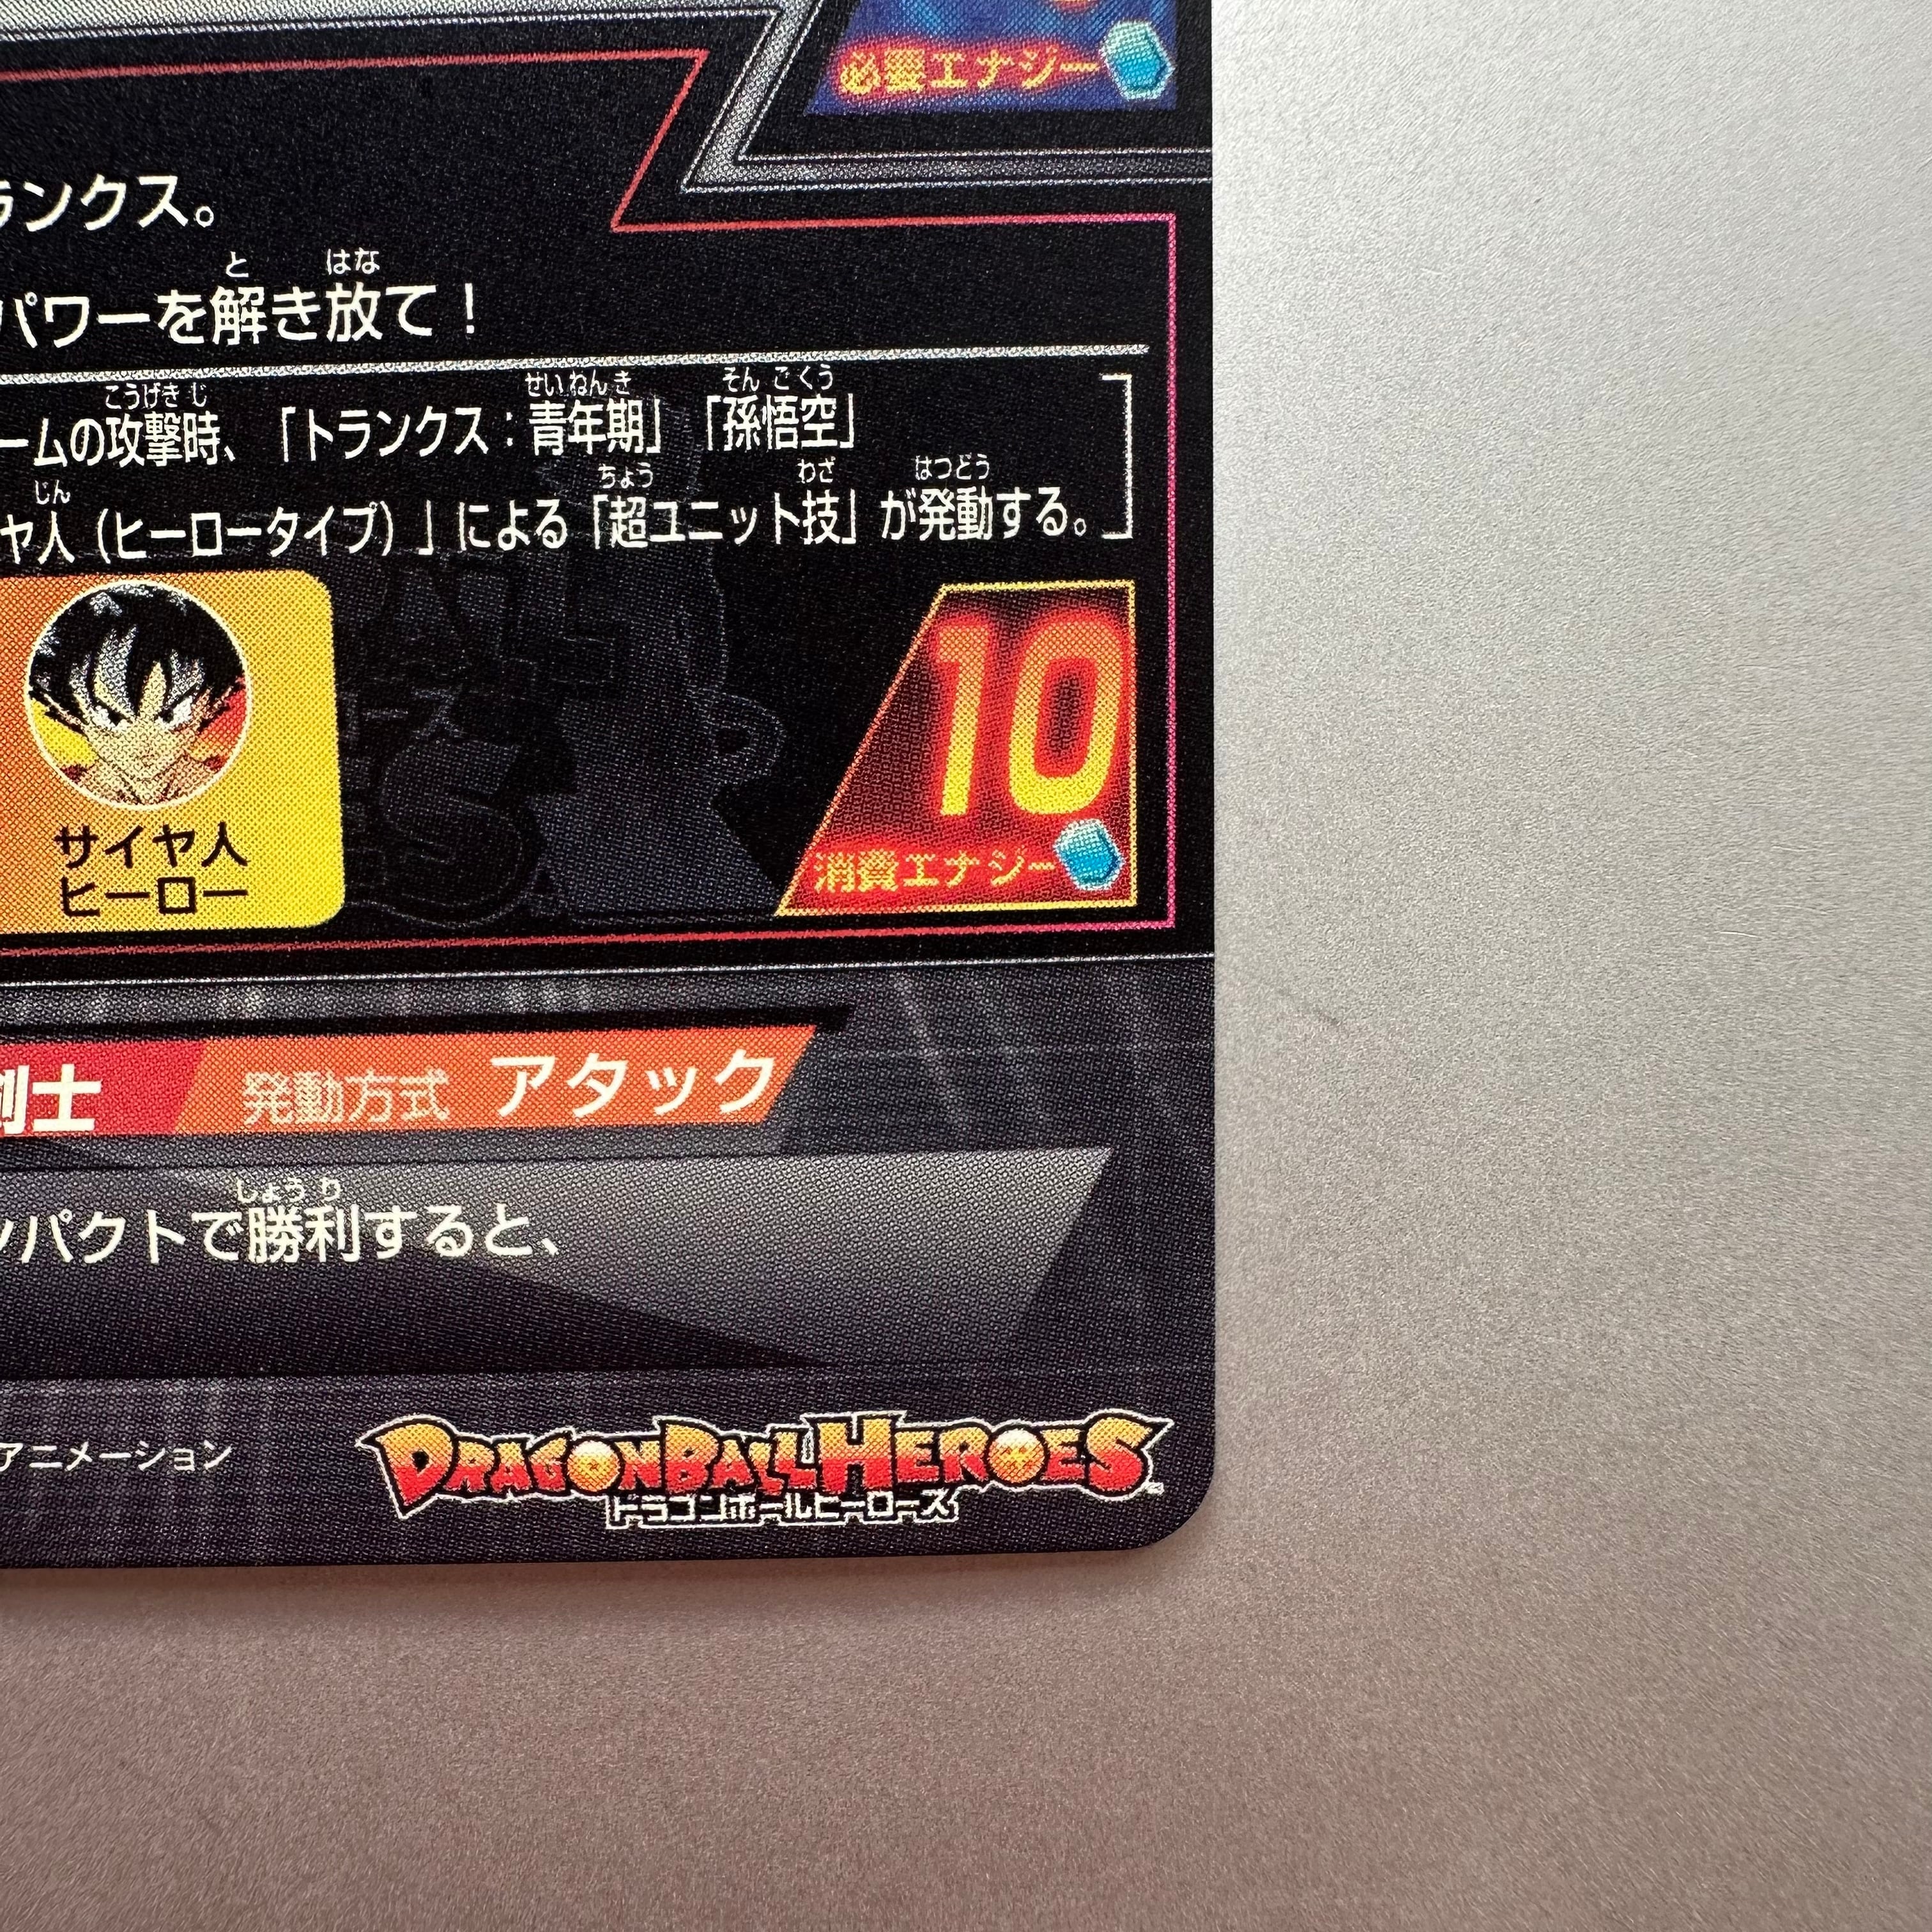 必要エナジー
ランクス。
パワーを解き放て！
とはな
ームの攻撃時、「トランクス：青年期」「孫悟空」
こうげきじせいねんきそんごくう
ヤ人（ヒーロータイプ）」による「超ユニット技」が発動する。
じんちょうわざはつどう
10
消費エナジー
サイヤ人
ヒーロー
剣士 発動方式 アタック
ンパクトで勝利すると、
しょうり
アニメーション
DRAGONBALL HEROES
ドラゴンボールヒーローズ